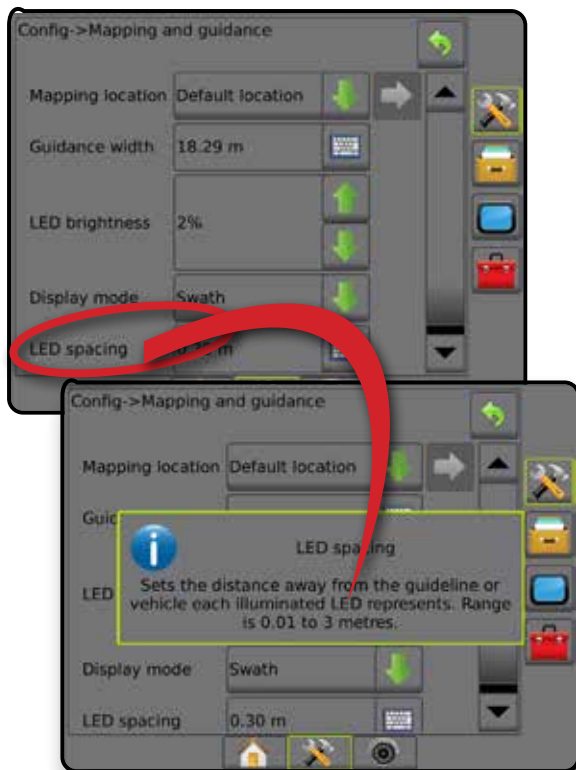 Config->Mapping and guidance
Mapping location Default location
Guidance width 18.29 m
LED brightness 2%
Display mode Swath
LED spacing m
Config->Mapping and guidance
Mapping location Default location
LED spacing
Sets the distance away from the guideline or
vehicle each illuminated LED represents. Range
is 0.01 to 3 metres.
LED
Display mode Swath
LED spacing 0.30 m